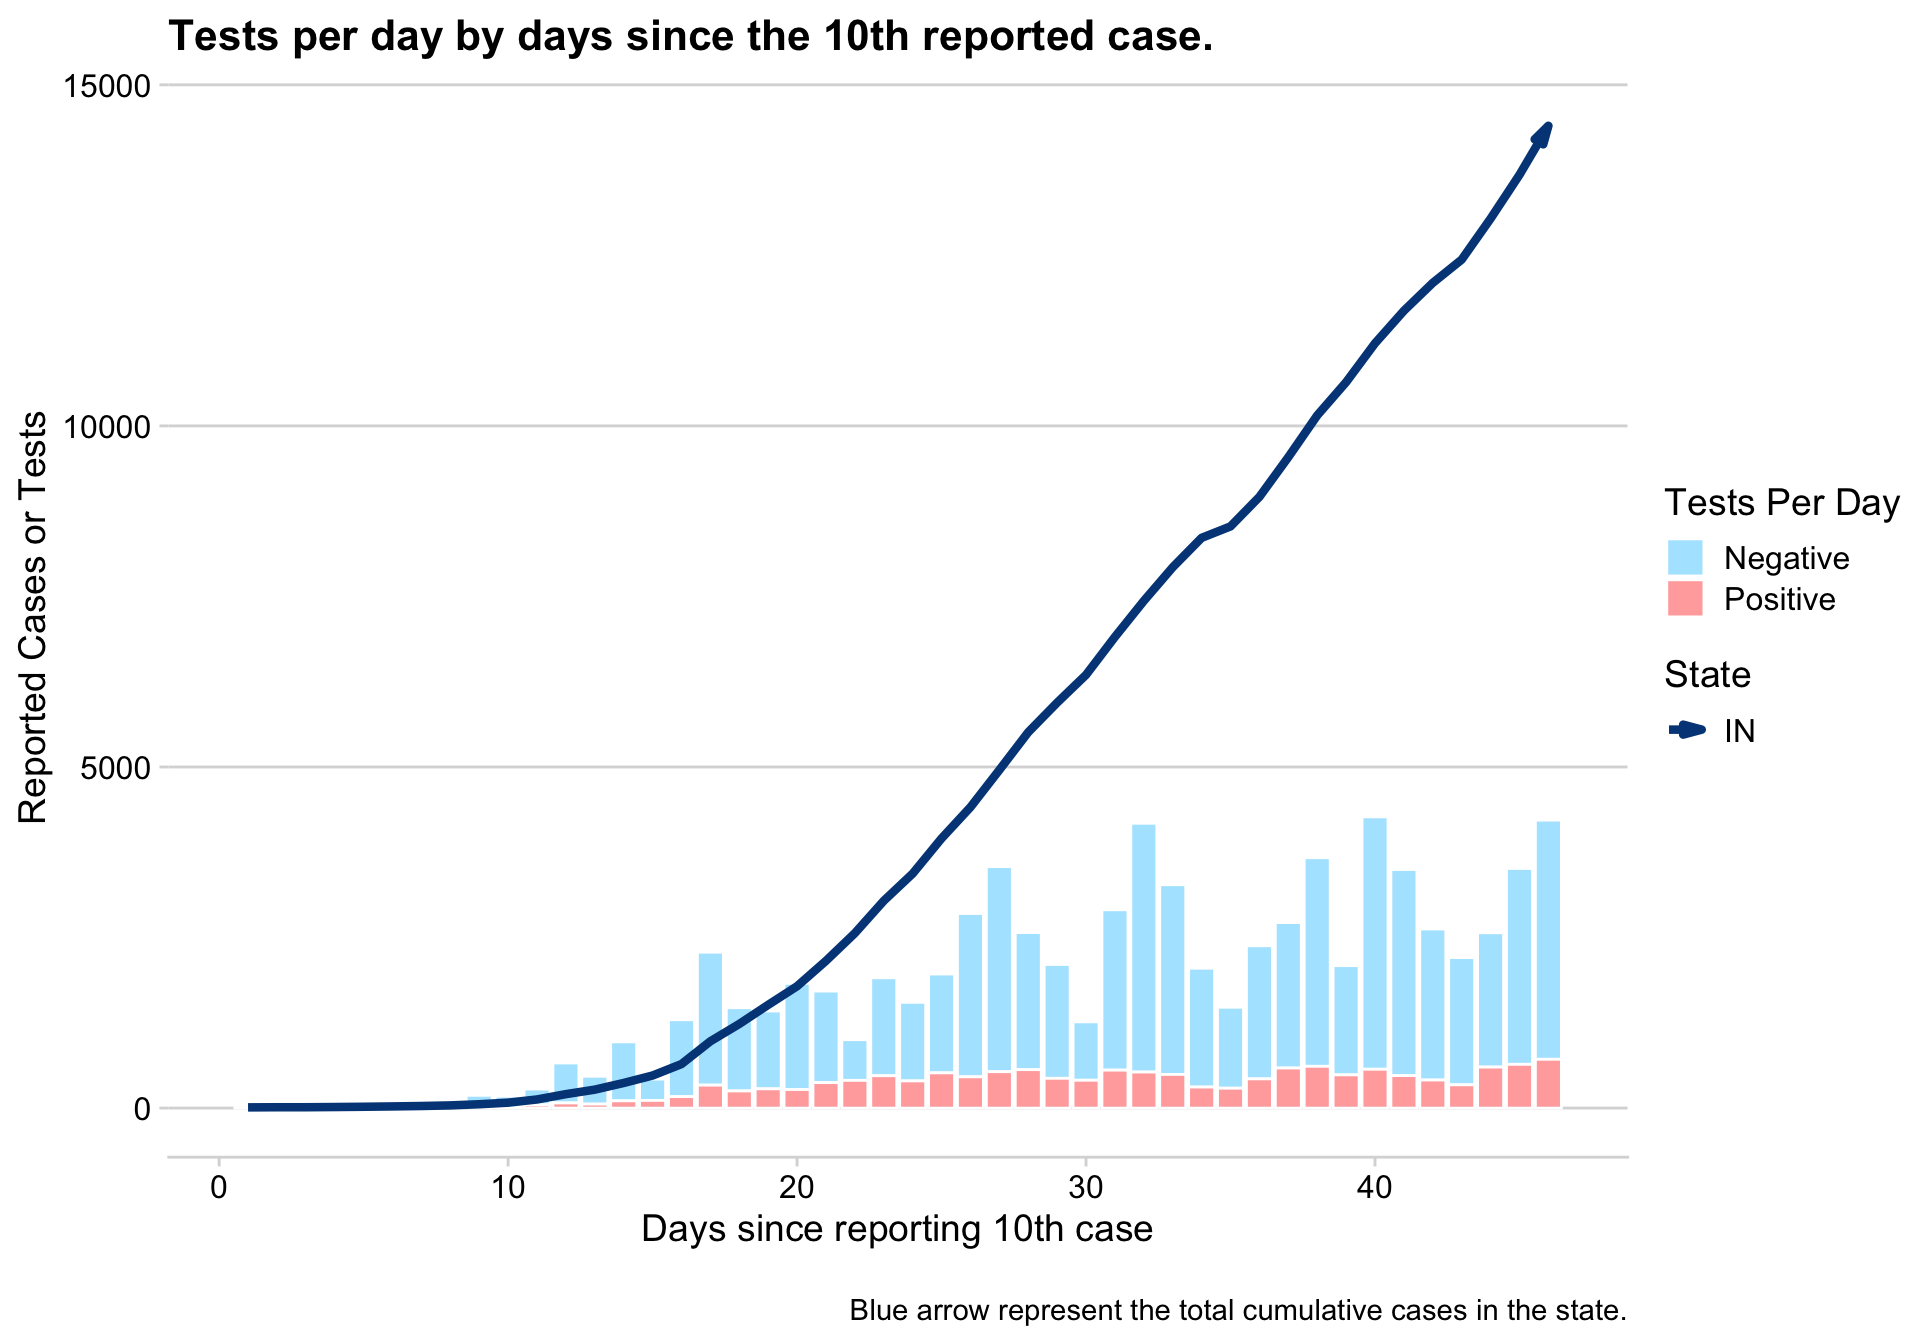 Tests per day by days since the 10th reported case.
15000
10000
5000
0
Reported Cases or Tests
0 10 20 30 40
Days since reporting 10th case
Tests Per Day
Negative
Positive
State
IN
Blue arrow represent the total cumulative cases in the state.